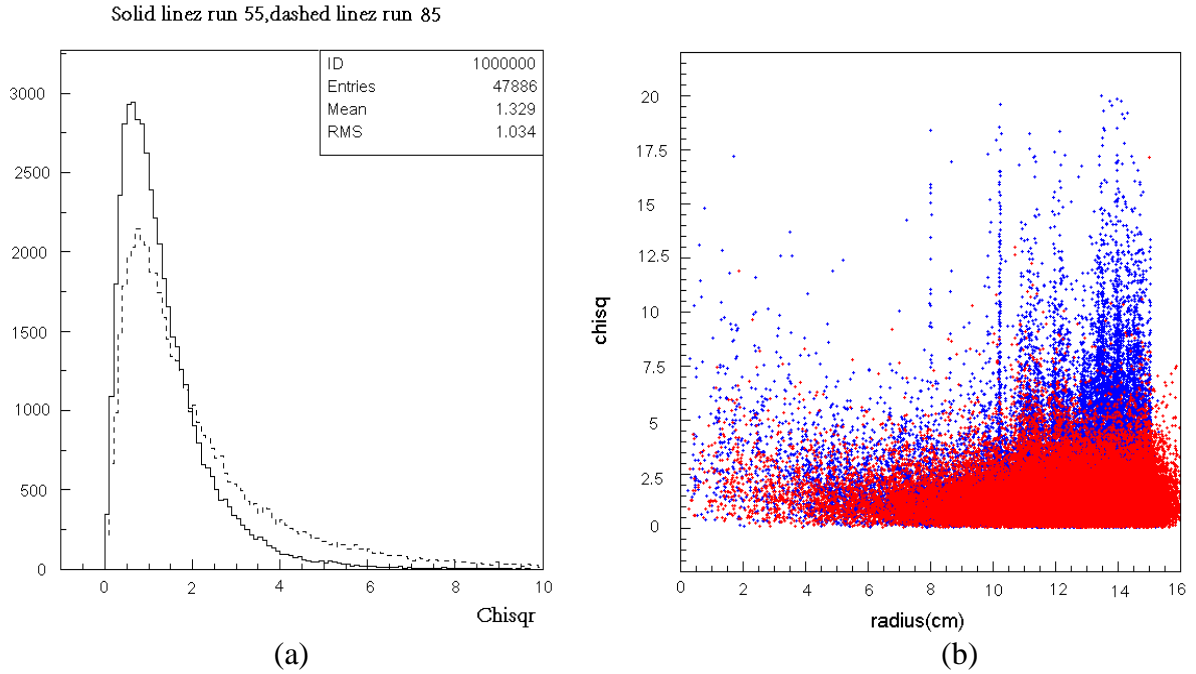 Solid linez run 55,dashed linez run 85
ID 1000000
Entries 47886
Mean 1.329
RMS 1.034
3000
2500
2000
1500
1000
500
0
0 2 4 6 8 10
Chisqr
(a)
20
17.5
15
12.5
10
7.5
5
2.5
0
chisq
0 2 4 6 8 10 12 14 16
radius(cm)
(b)